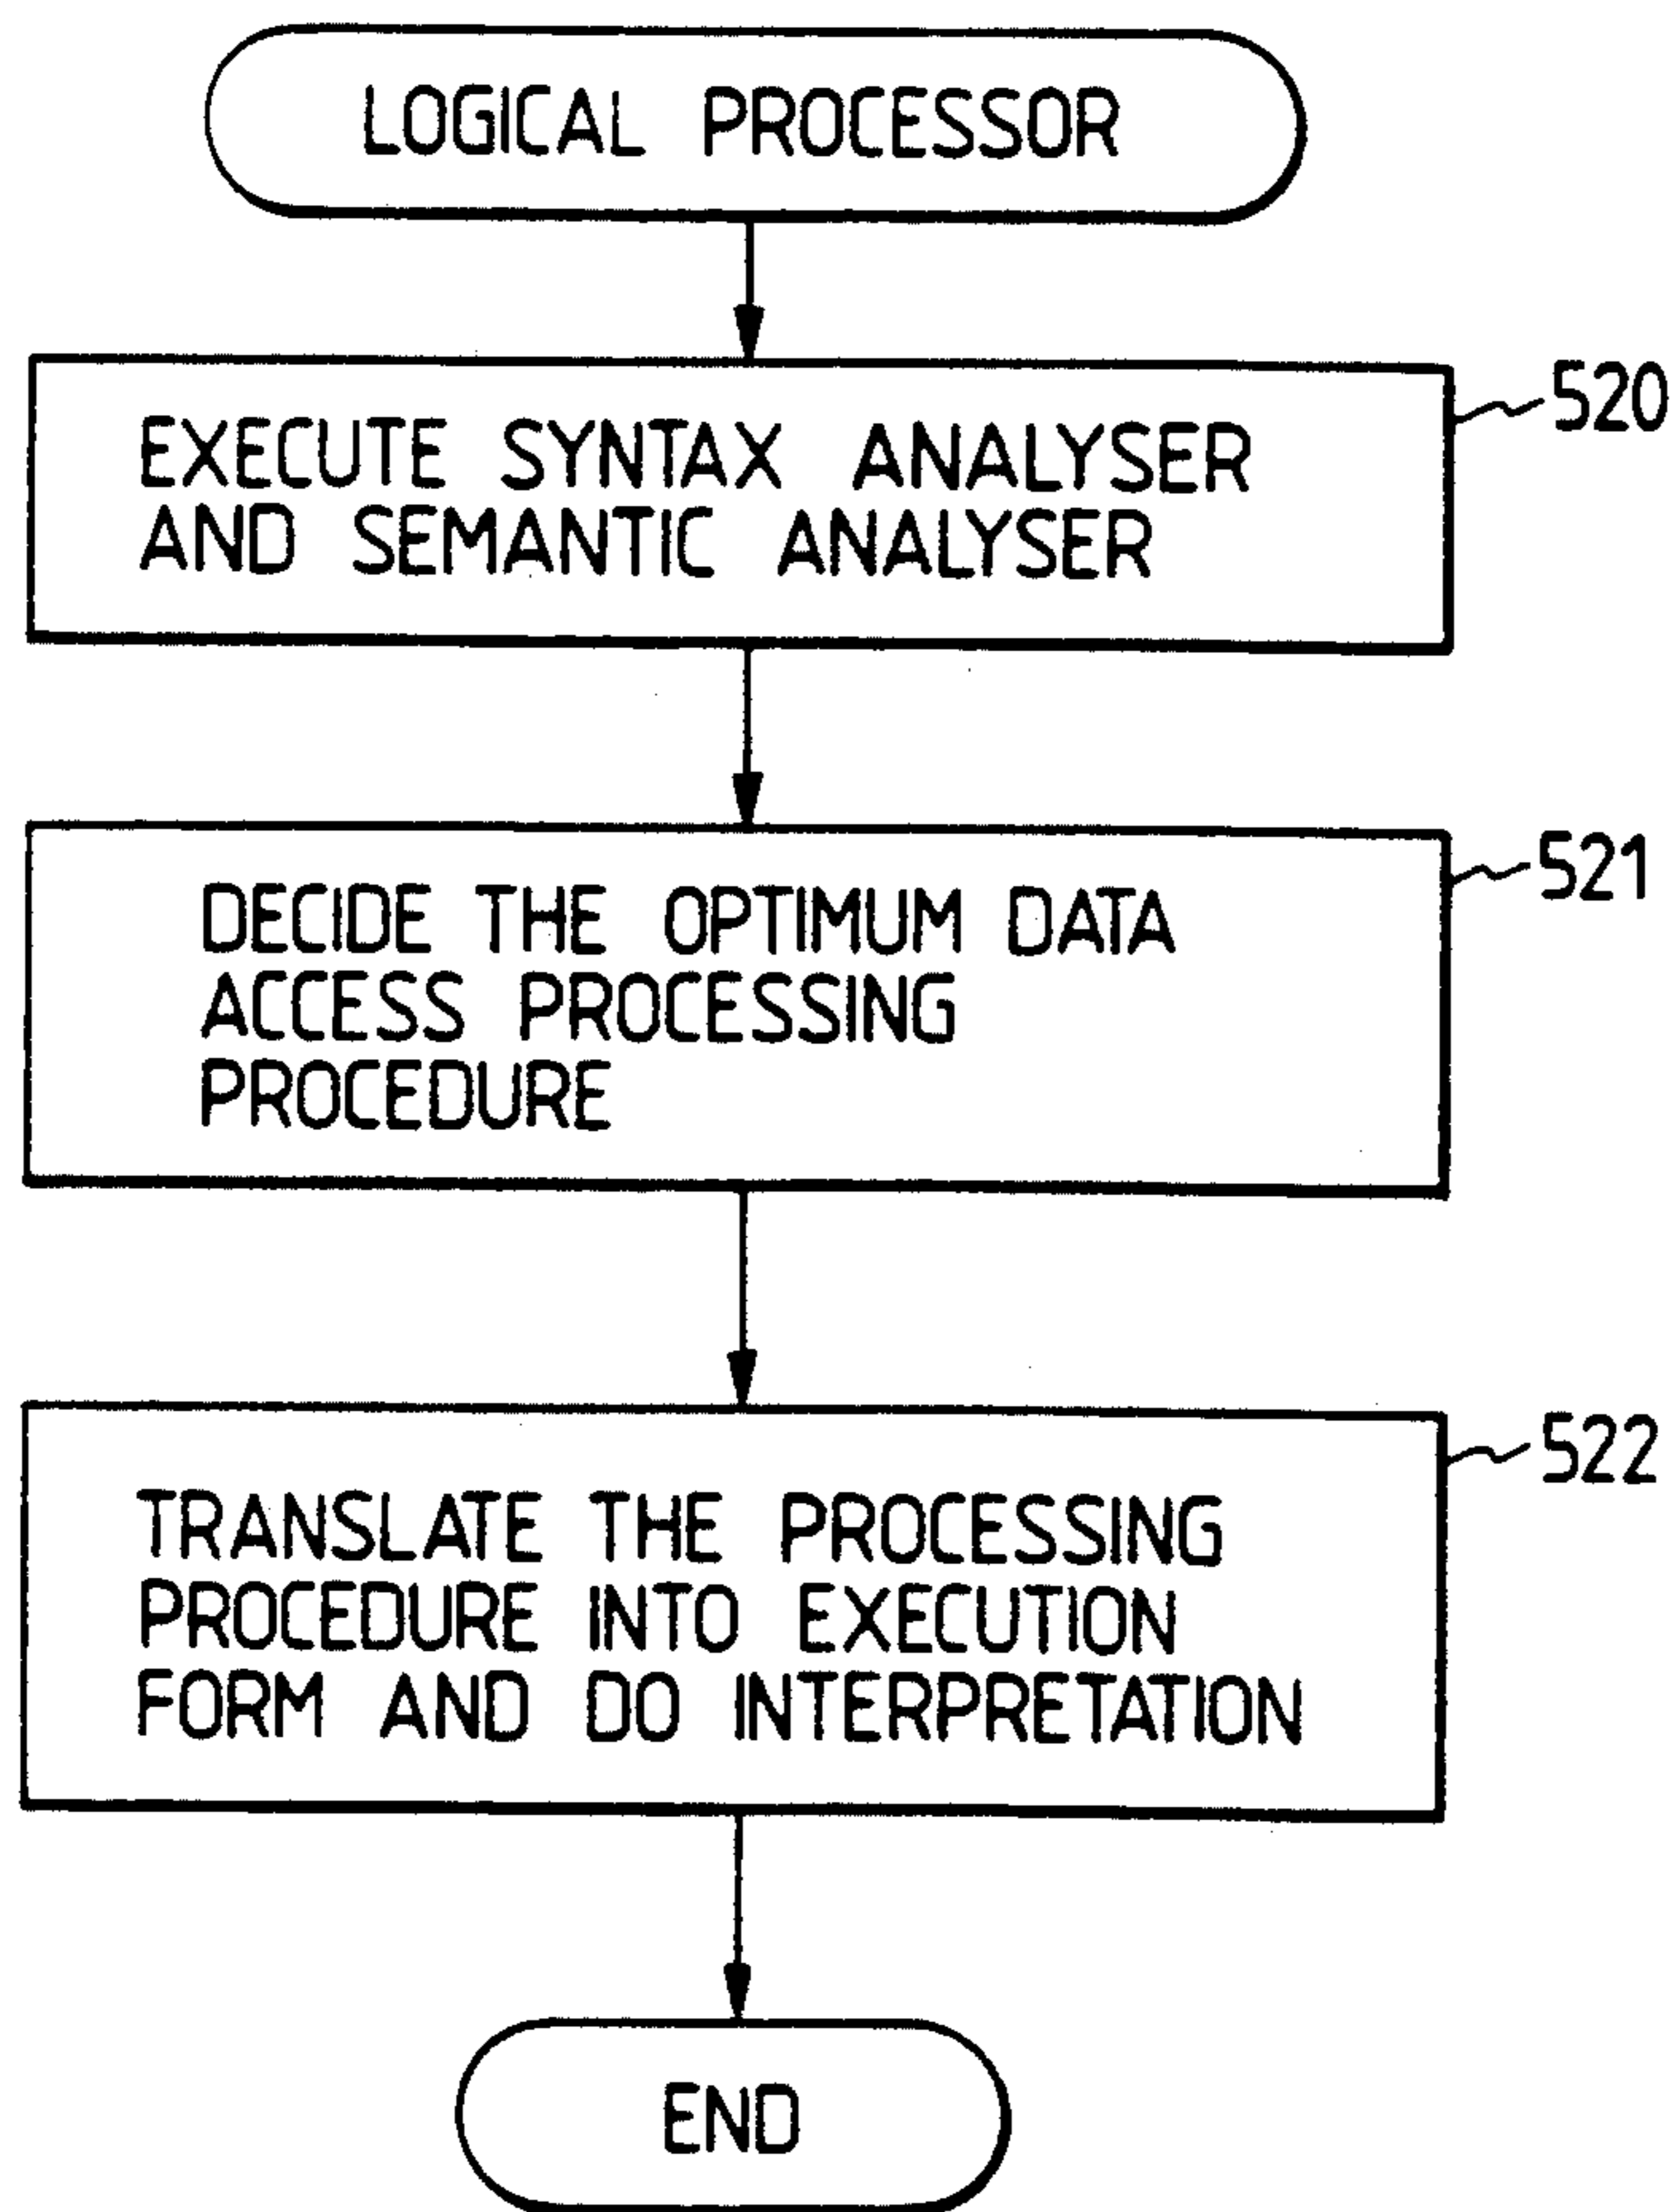 LOGICAL PROCESSOR
520
EXECUTE SYNTAX ANALYSER
AND SEMANTIC ANALYSER
521
DECIDE THE OPTIMUM DATA
ACCESS PROCESSING
PROCEDURE
522
TRANSLATE THE PROCESSING
PROCEDURE INTO EXECUTION
FORM AND DO INTERPRETATION
END